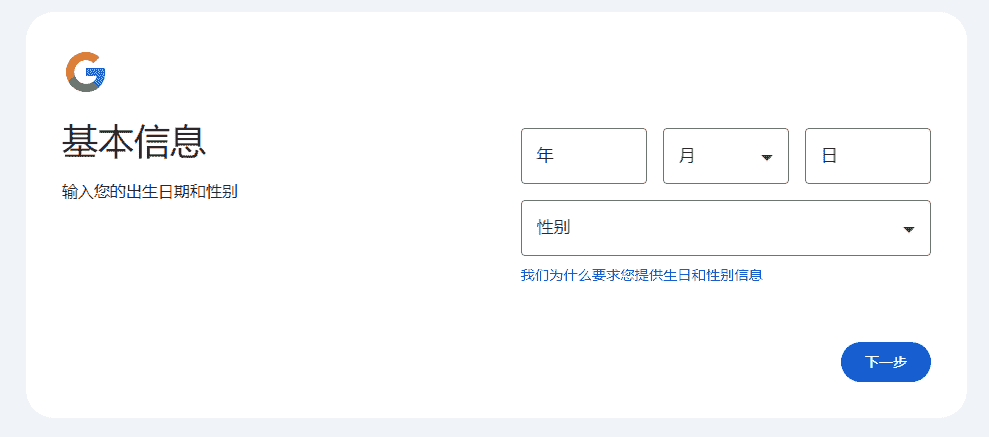 基本信息
输入您的出生日期和性别
年
月
日
性别
我们为什么要求您提供生日和性别信息
下一步